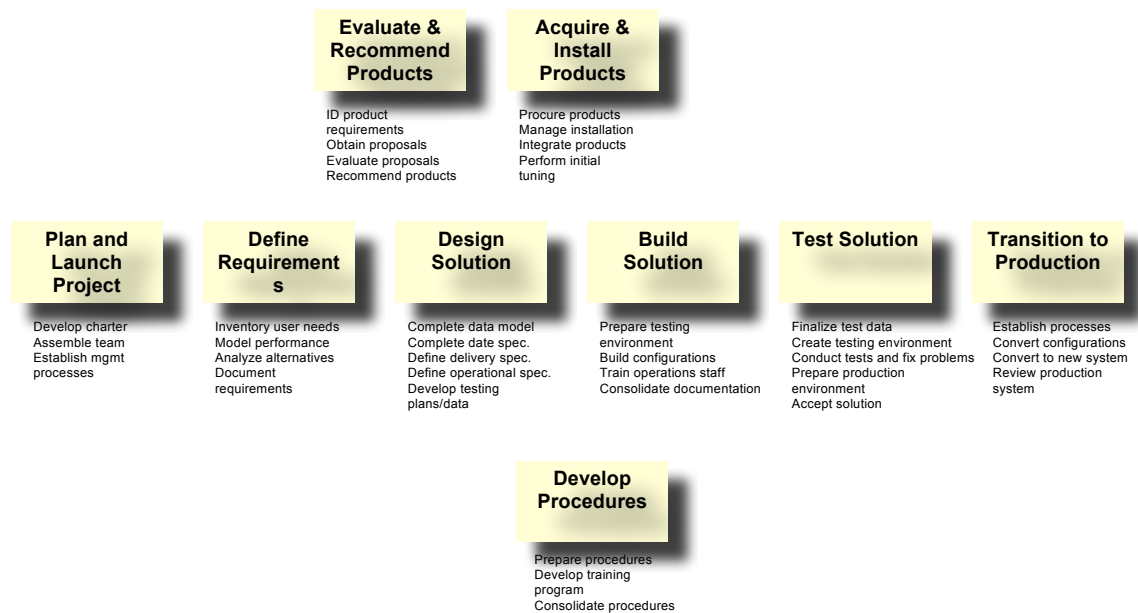 Evaluate &
Recommend
Products
ID product
requirements
Obtain proposals
Evaluate proposals
Recommend products
Acquire &
Install
Products
Procure products
Manage installation
Integrate products
Perform initial
tuning
Plan and
Launch
Project
Develop charter
Assemble team
Establish mgmt
processes
Define
Requirement
s
Inventory user needs
Model performance
Analyze alternatives
Document
requirements
Design
Solution
Complete data model
Complete date spec.
Define delivery spec.
Define operational spec.
Develop testing
plans/data
Build
Solution
Prepare testing
environment
Build configurations
Train operations staff
Consolidate documentation
Test Solution
Finalize test data
Create testing environment
Conduct tests and fix problems
Prepare production
environment
Accept solution
Transition to
Production
Establish processes
Convert configurations
Convert to new system
Review production
system
Develop
Procedures
Prepare procedures
Develop training
program
Consolidate procedures